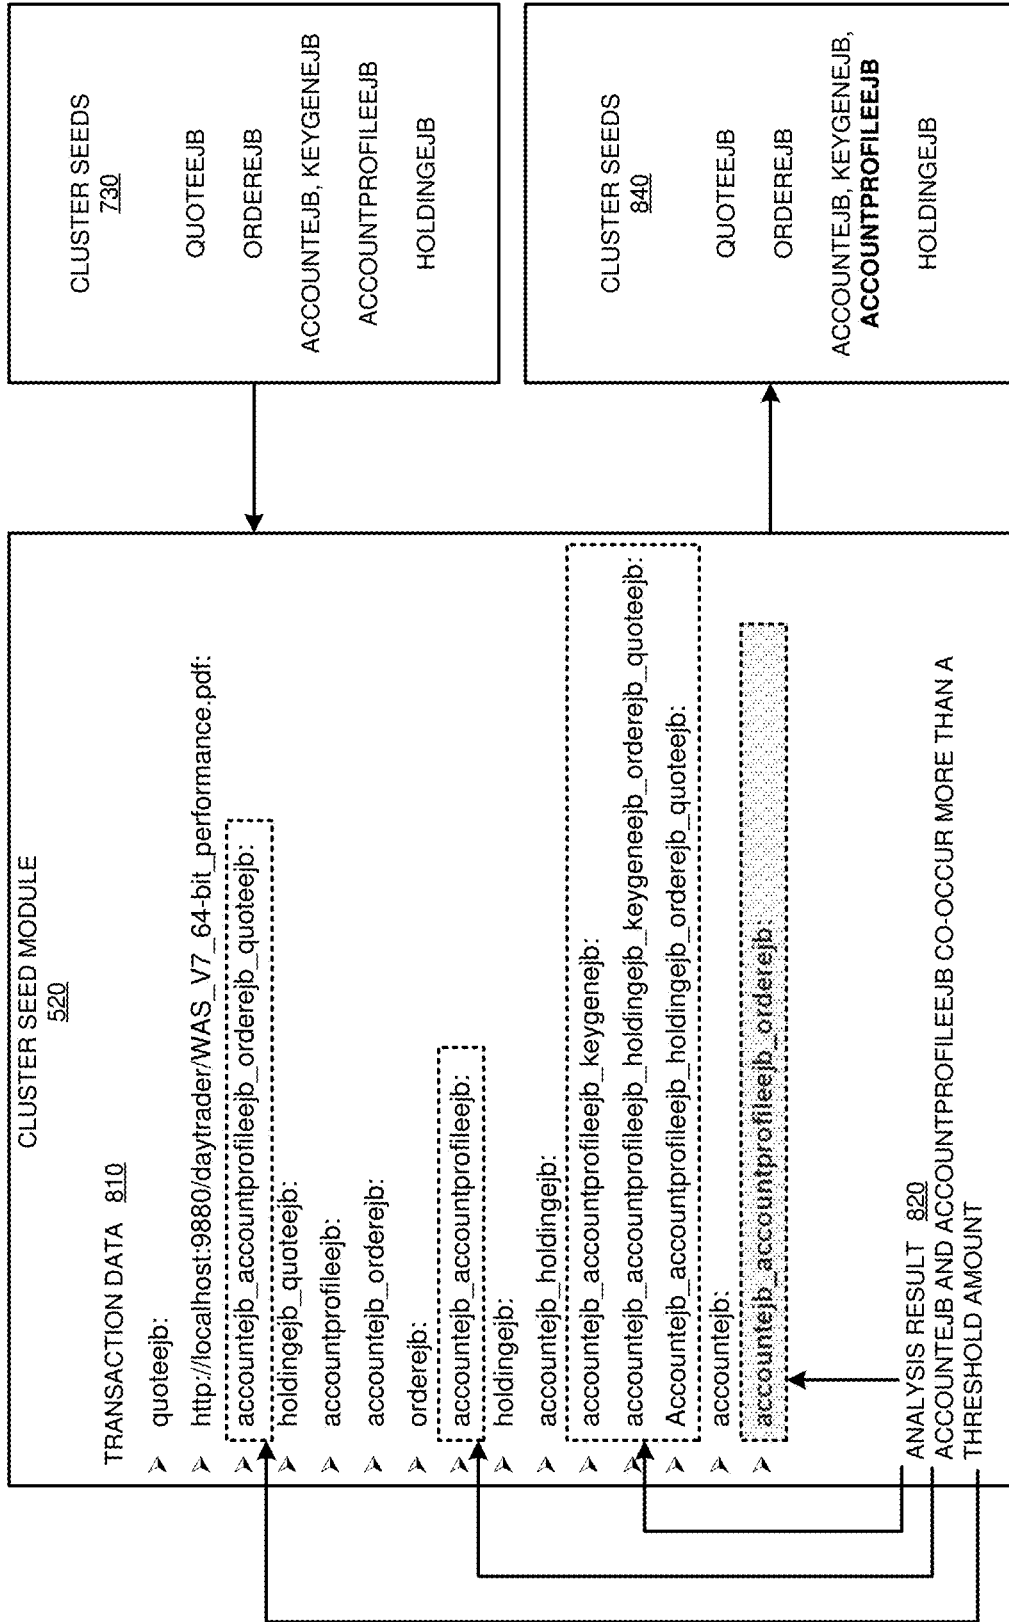 CLUSTER SEED MODULE
520
TRANSACTION DATA 810
quoteejb:
http://localhost:9880/daytrader/WAS_V7_64-bit_performance.pdf:
accountejb_accountprofileejb_orderejb_quoteejb:
holdingejb_quoteejb:
accountprofileejb:
accountejb_orderejb:
orderejb:
accountejb_accountprofileejb:
holdingejb:
accountejb_holdingejb:
accountejb_accountprofileejb_keygenejb:
accountejb_accountprofileejb_holdingejb_keygeneejb_orderejb_quoteejb:
Accountejb_accountprofileejb_holdingejb_orderejb_quoteejb:
accountejb:
accountejb_accountprofileejb_orderejb:
ANALYSIS RESULT 820
ACCOUNTEJB AND ACCOUNTPROFILEEJB CO-OCCUR MORE THAN A
THRESHOLD AMOUNT
CLUSTER SEEDS
730
QUOTEEJB
ORDEREJB
ACCOUNTEJB, KEYGENEJB
ACCOUNTPROFILEEJB
HOLDINGEJB
CLUSTER SEEDS
840
QUOTEEJB
ORDEREJB
ACCOUNTEJB, KEYGENEJB,
ACCOUNTPROFILEEJB
HOLDINGEJB